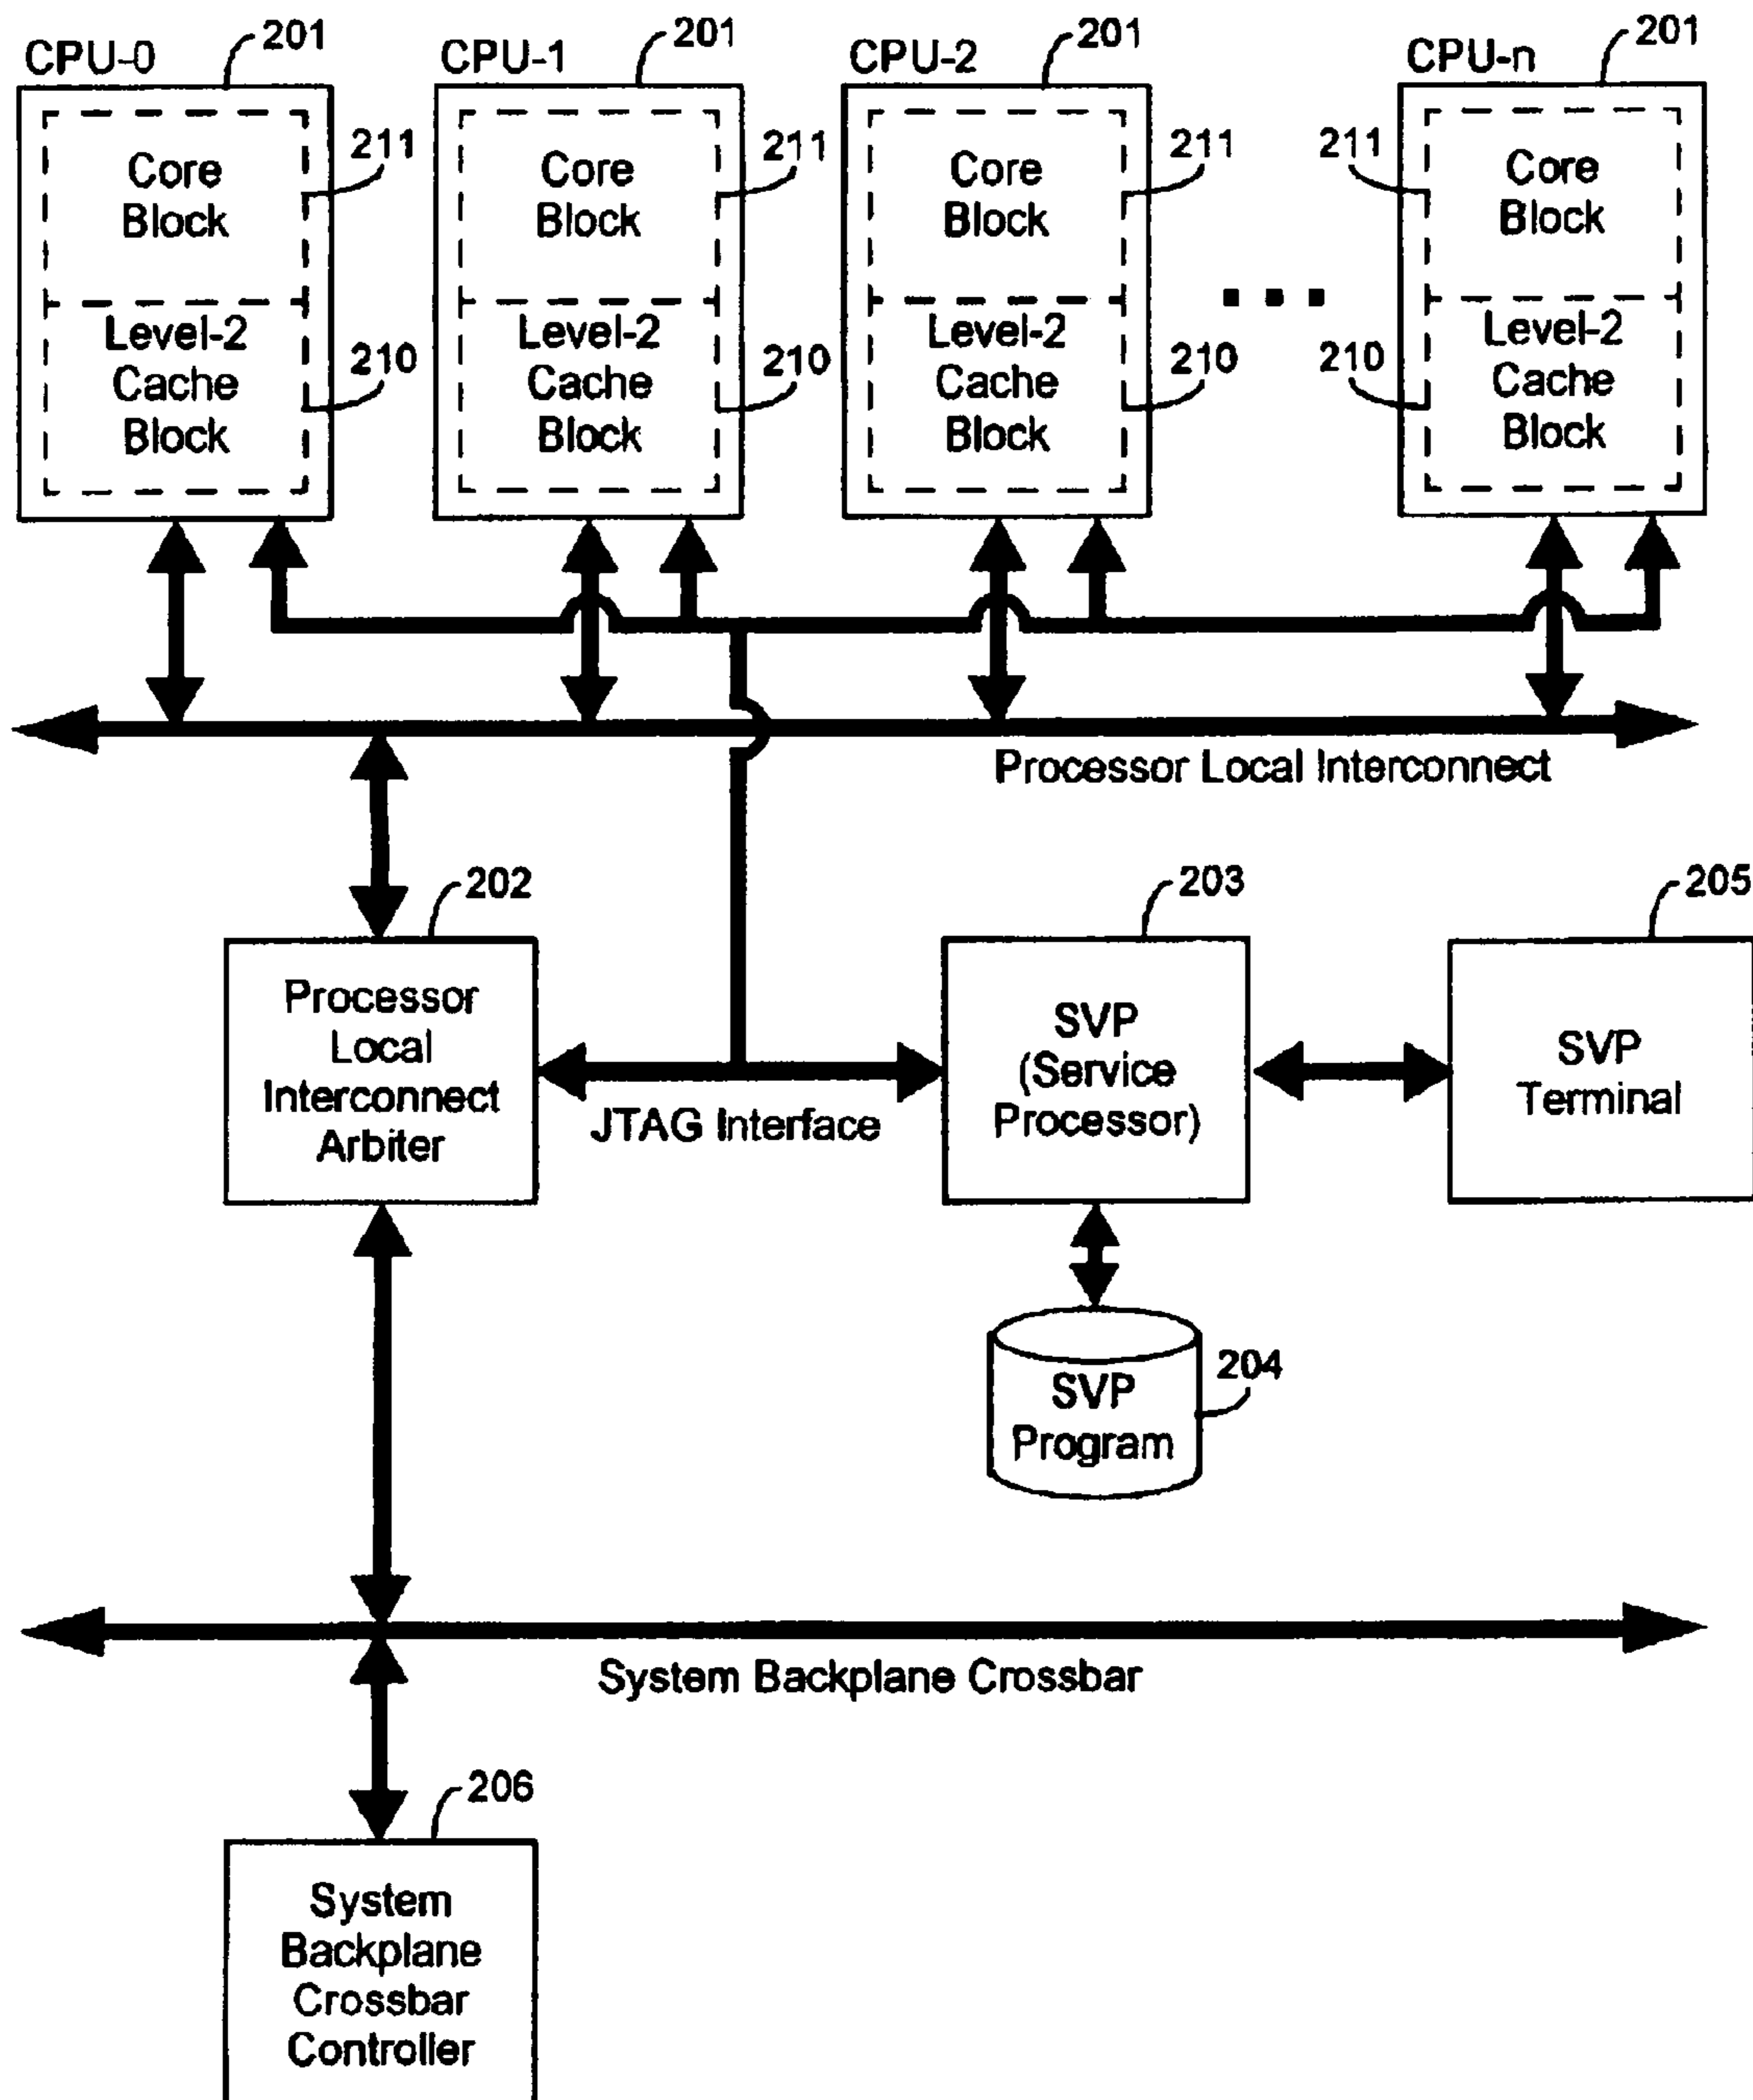 CPU-0
201
CPU-1
201
CPU-2
201
CPU-n
201
Core
Block
211
Level-2
Cache
Block
210
Core
Block
211
Level-2
Cache
Block
210
Core
Block
211
Level-2
Cache
Block
210
211
Core
Block
210
Level-2
Cache
Block
Processor Local Interconnect
202
Processor
Local
Interconnect
Arbiter
JTAG Interface
203
SVP
(Service
Processor)
205
SVP
Terminal
204
SVP
Program
System Backplane Crossbar
206
System
Backplane
Crossbar
Controller